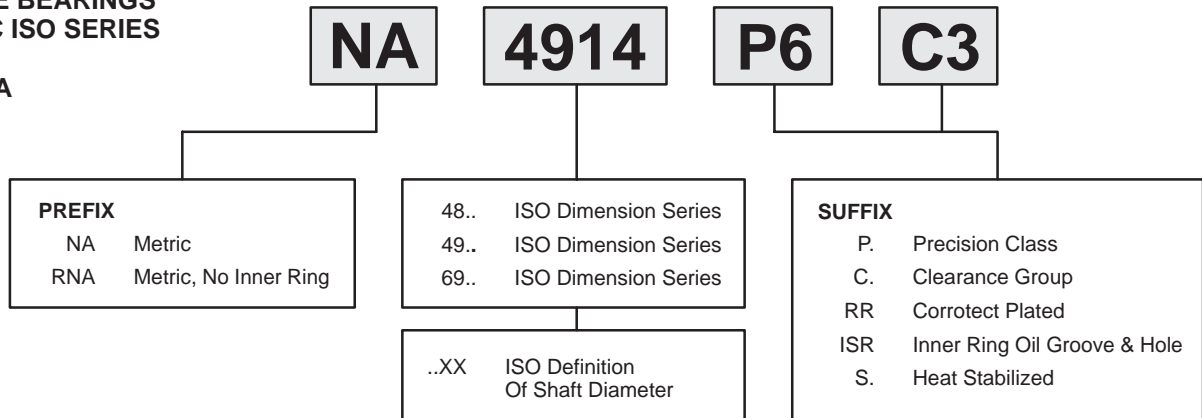 E BEARINGS
C ISO SERIES
A
NA 4914 P6 C3
PREFIX
NA Metric
RNA Metric, No Inner Ring
48.. ISO Dimension Series
49.. ISO Dimension Series
69.. ISO Dimension Series
..XX ISO Definition
Of Shaft Diameter
SUFFIX
P. Precision Class
C. Clearance Group
RR Corrotect Plated
ISR Inner Ring Oil Groove & Hole
S. Heat Stabilized